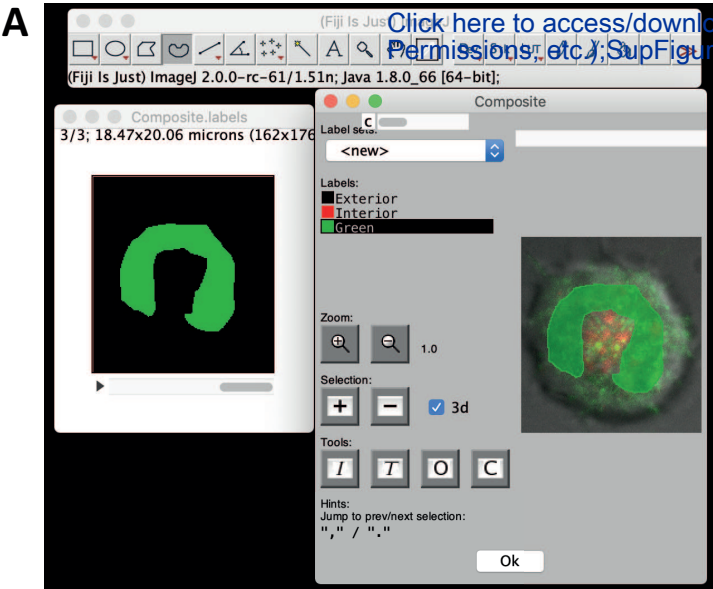 A
(Fiji Is Just) ImageJ
Click here to access/downlo
Permissions, etc.);SupFigur
(Fiji Is Just) ImageJ 2.0.0-rc-61/1.51n; Java 1.8.0_66 [64-bit];
Composite.labels
3/3; 18.47x20.06 microns (162x176
Composite
c
Label sets:
<new>
Labels:
Exterior
Interior
Green
Zoom:
1.0
Selection:
+ − 3d
Tools:
I T O C
Hints:
Jump to prev/next selection:
"," / "."
Ok